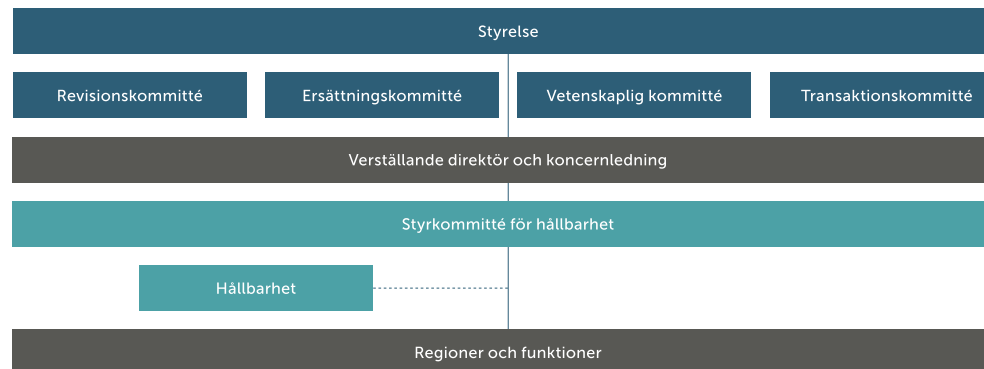 Styrelse
Revisionskommitté
Ersättningskommitté
Vetenskaplig kommitté
Transaktionskommitté
Verställande direktör och koncernledning
Styrkommitté för hållbarhet
Hållbarhet
Regioner och funktioner